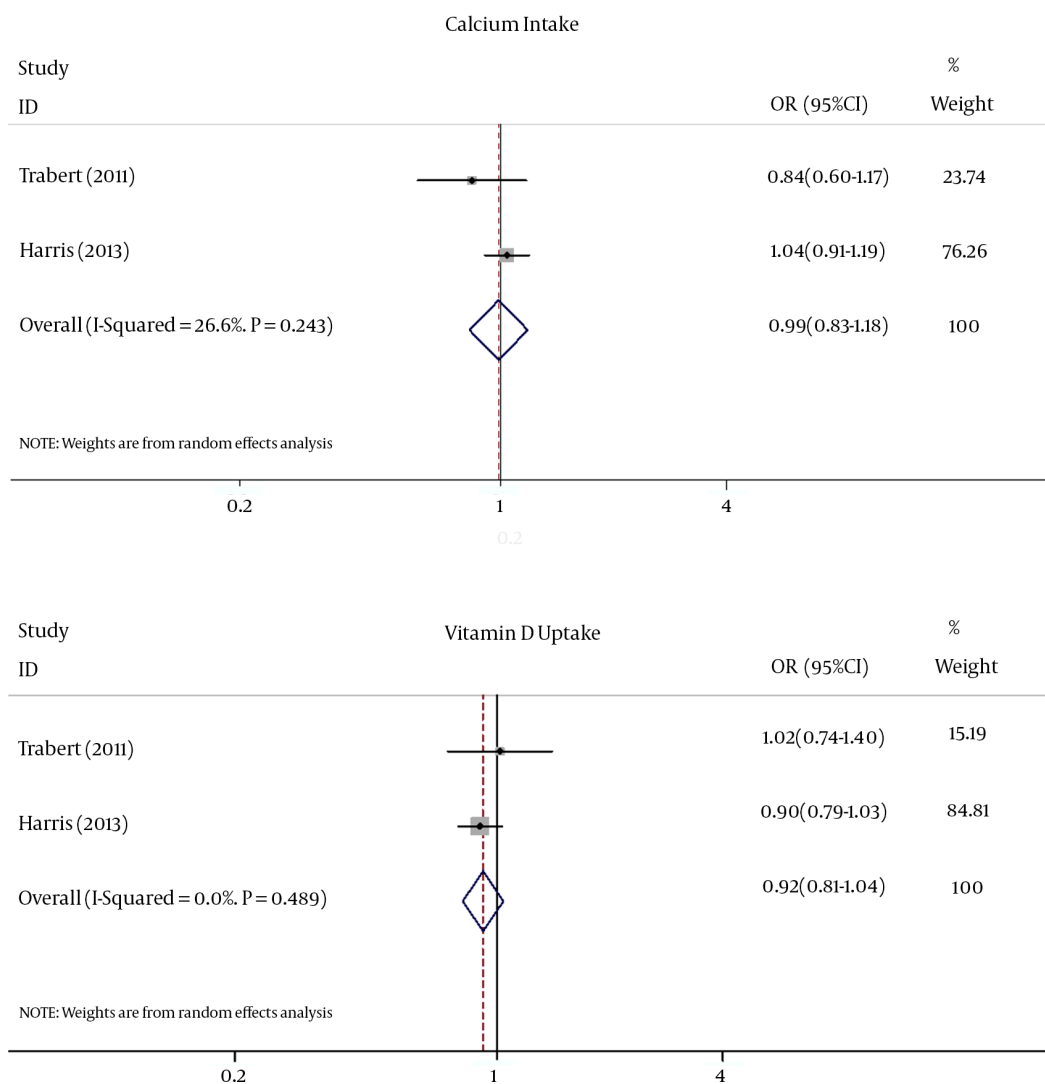 Calcium Intake
Study %
ID OR (95%CI) Weight
Trabert (2011) 0.84(0.60-1.17) 23.74
Harris (2013) 1.04(0.91-1.19) 76.26
Overall (I-Squared = 26.6%. P = 0.243) 0.99(0.83-1.18) 100
NOTE: Weights are from random effects analysis
0.2 1 4
0.2
Study Vitamin D Uptake %
ID OR (95%CI) Weight
Trabert (2011) 1.02(0.74-1.40) 15.19
Harris (2013) 0.90(0.79-1.03) 84.81
Overall (I-Squared = 0.0%. P = 0.489) 0.92(0.81-1.04) 100
NOTE: Weights are from random effects analysis
0.2 1 4